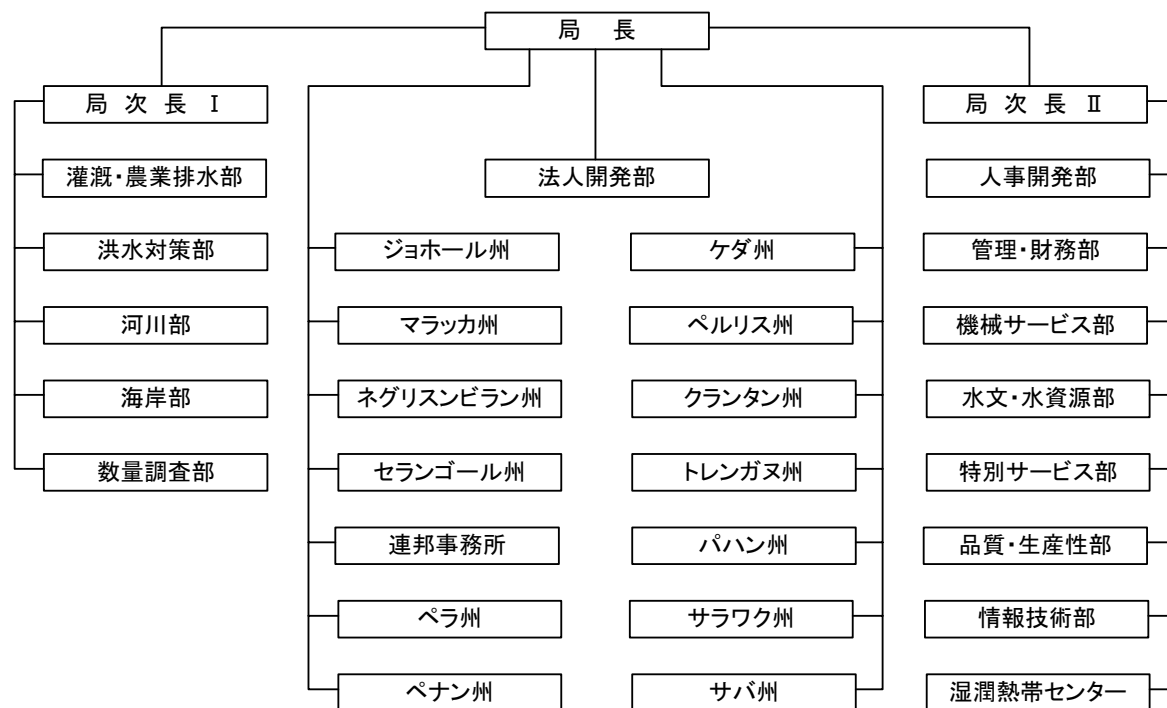 局 長
局 次 長 Ⅰ
局 次 長 Ⅱ
灌漑・農業排水部
法人開発部
人事開発部
洪水対策部
ジョホール州
ケダ州
管理・財務部
河川部
マラッカ州
ペルリス州
機械サービス部
海岸部
ネグリスンビラン州
クランタン州
水文・水資源部
数量調査部
セランゴール州
トレンガヌ州
特別サービス部
連邦事務所
パハン州
品質・生産性部
ペラ州
サラワク州
情報技術部
ペナン州
サバ州
湿潤熱帯センター